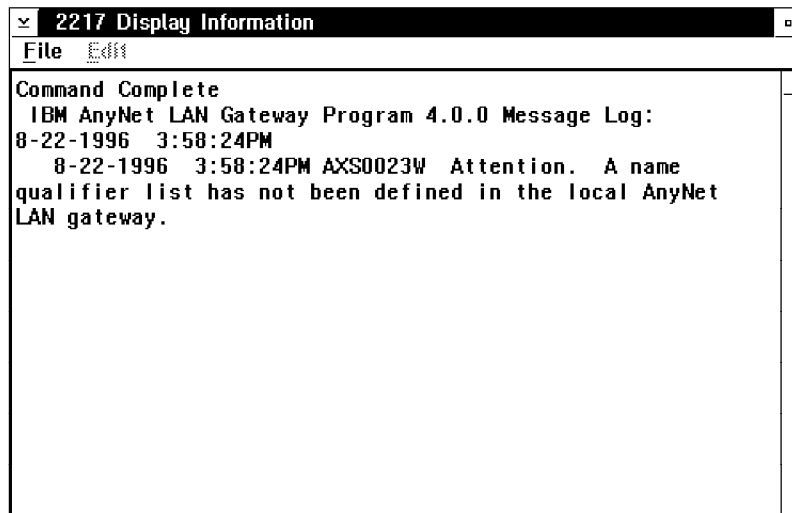 2217 Display Information
File Edit
Command Complete
IBM AnyNet LAN Gateway Program 4.0.0 Message Log:
8-22-1996 3:58:24PM
8-22-1996 3:58:24PM AXS0023W Attention. A name
qualifier list has not been defined in the local AnyNet
LAN gateway.